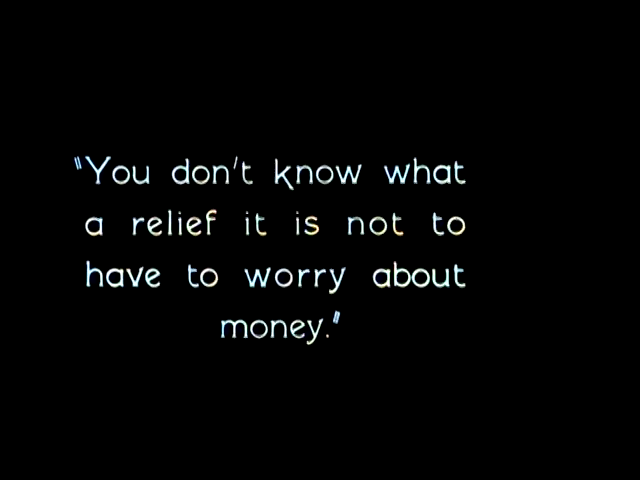 "You don't know what
a relief it is not to
have to worry about
money."